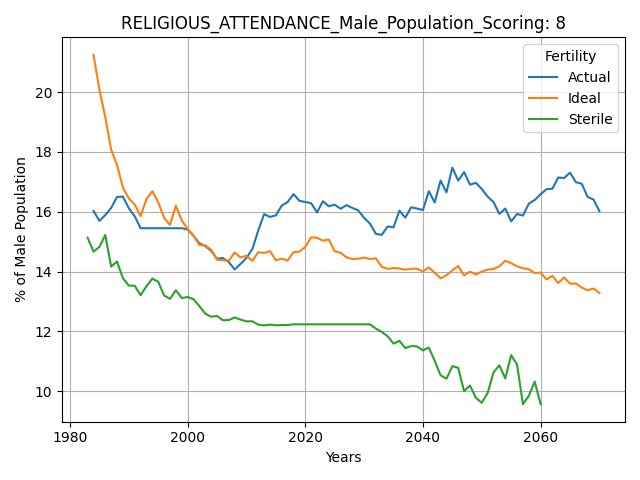 RELIGIOUS_ATTENDANCE_Male_Population_Scoring: 8
Fertility
Actual
Ideal
Sterile
% of Male Population
20
18
16
14
12
10
1980
2000
2020
2040
2060
Years